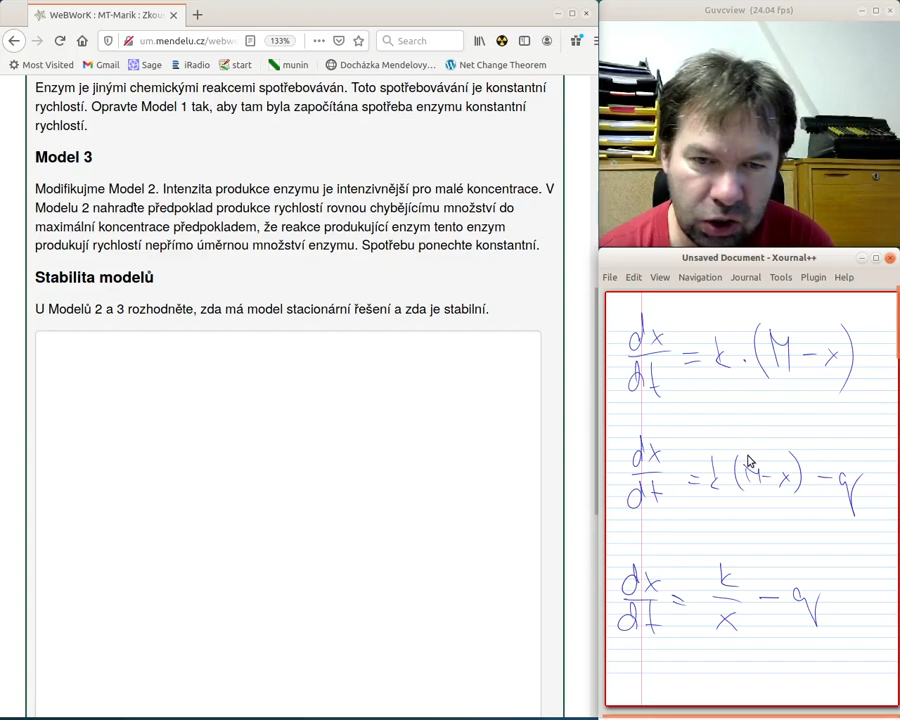 WeBWorK : MT-Marik : Zkou
Guvcview (24.04 fps)
um.mendelu.cz/webw
133%
Search
Most Visited Gmail Sage iRadio start munin Docházka Mendelovy... Net Change Theorem
Enzym je jinými chemickými reakcemi spotřebováván. Toto spotřebovávání je konstantní
rychlostí. Opravte Model 1 tak, aby tam byla započítána spotřeba enzymu konstantní
rychlostí.
Model 3
Modifikujme Model 2. Intenzita produkce enzymu je intenzivnější pro malé koncentrace. V
Modelu 2 nahraďte předpoklad produkce rychlostí rovnou chybějícímu množství do
maximální koncentrace předpokladem, že reakce produkující enzym tento enzym
produkují rychlostí nepřímo úměrnou množství enzymu. Spotřebu ponechte konstantní.
Stabilita modelů
U Modelů 2 a 3 rozhodněte, zda má model stacionární řešení a zda je stabilní.
Unsaved Document - Xournal++
File Edit View Navigation Journal Tools Plugin Help
dx/dt = k . (M - x)
dx/dt = k (M - x) - q
dx/dt = k/x - q